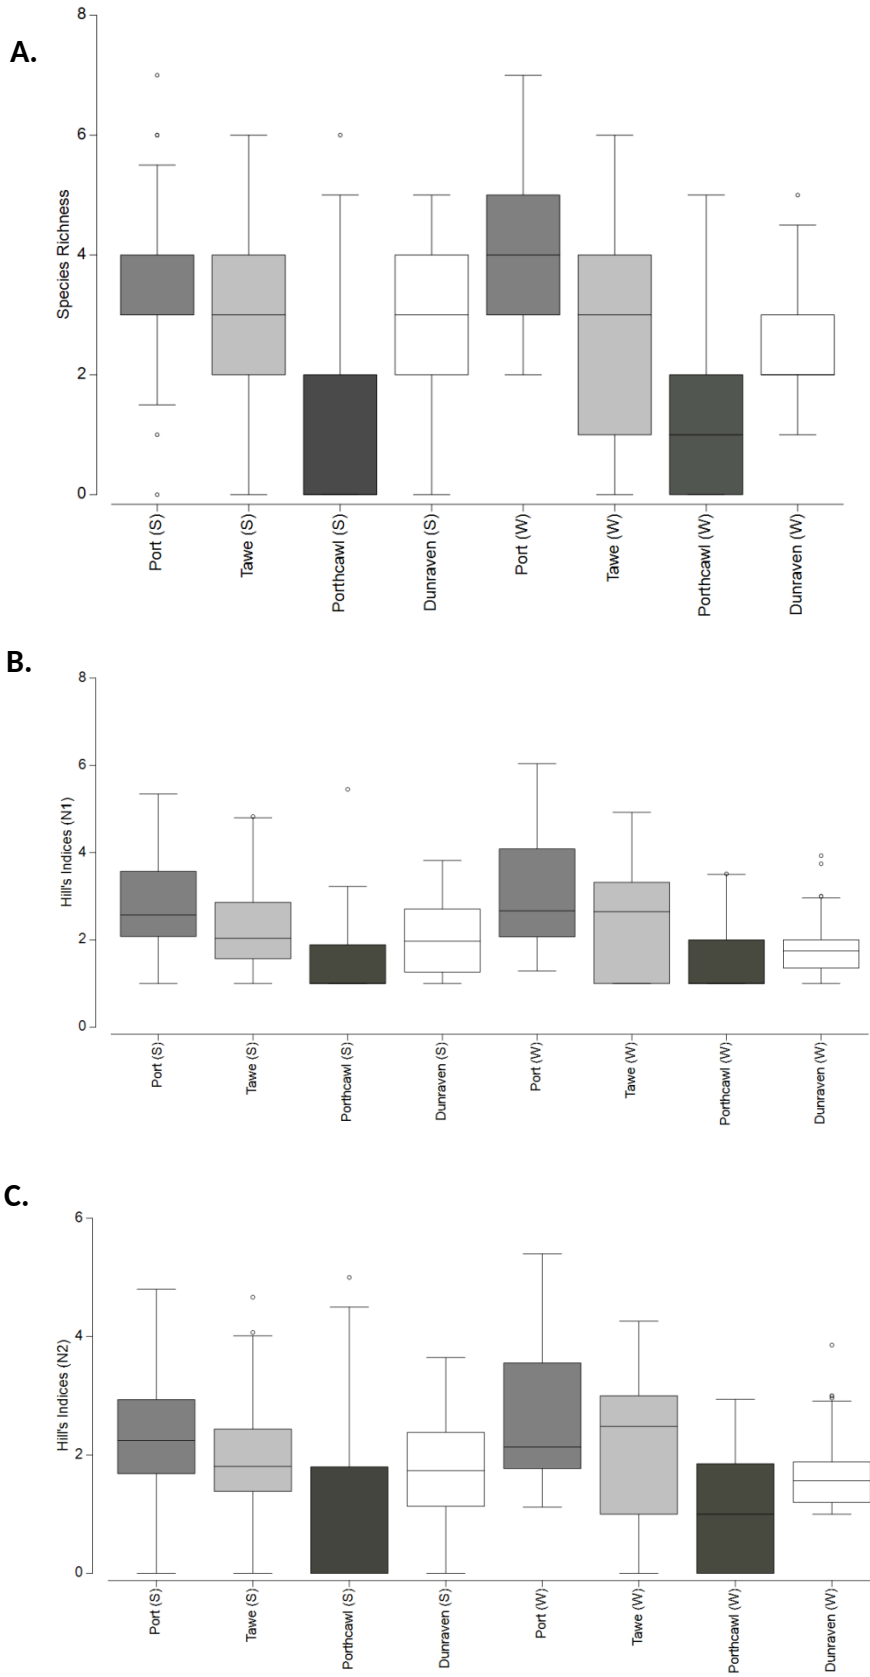 A.
8
6
4
2
0
Species Richness
Port (S)
Tawe (S)
Porthcawl (S)
Dunraven (S)
Port (W)
Tawe (W)
Porthcawl (W)
Dunraven (W)
B.
8
6
4
2
0
Hill's Indices (N1)
Port (S)
Tawe (S)
Porthcawl (S)
Dunraven (S)
Port (W)
Tawe (W)
Porthcawl (W)
Dunraven (W)
C.
6
4
2
0
Hill's Indices (N2)
Port (S)
Tawe (S)
Porthcawl (S)
Dunraven (S)
Port (W)
Tawe (W)
Porthcawl (W)
Dunraven (W)